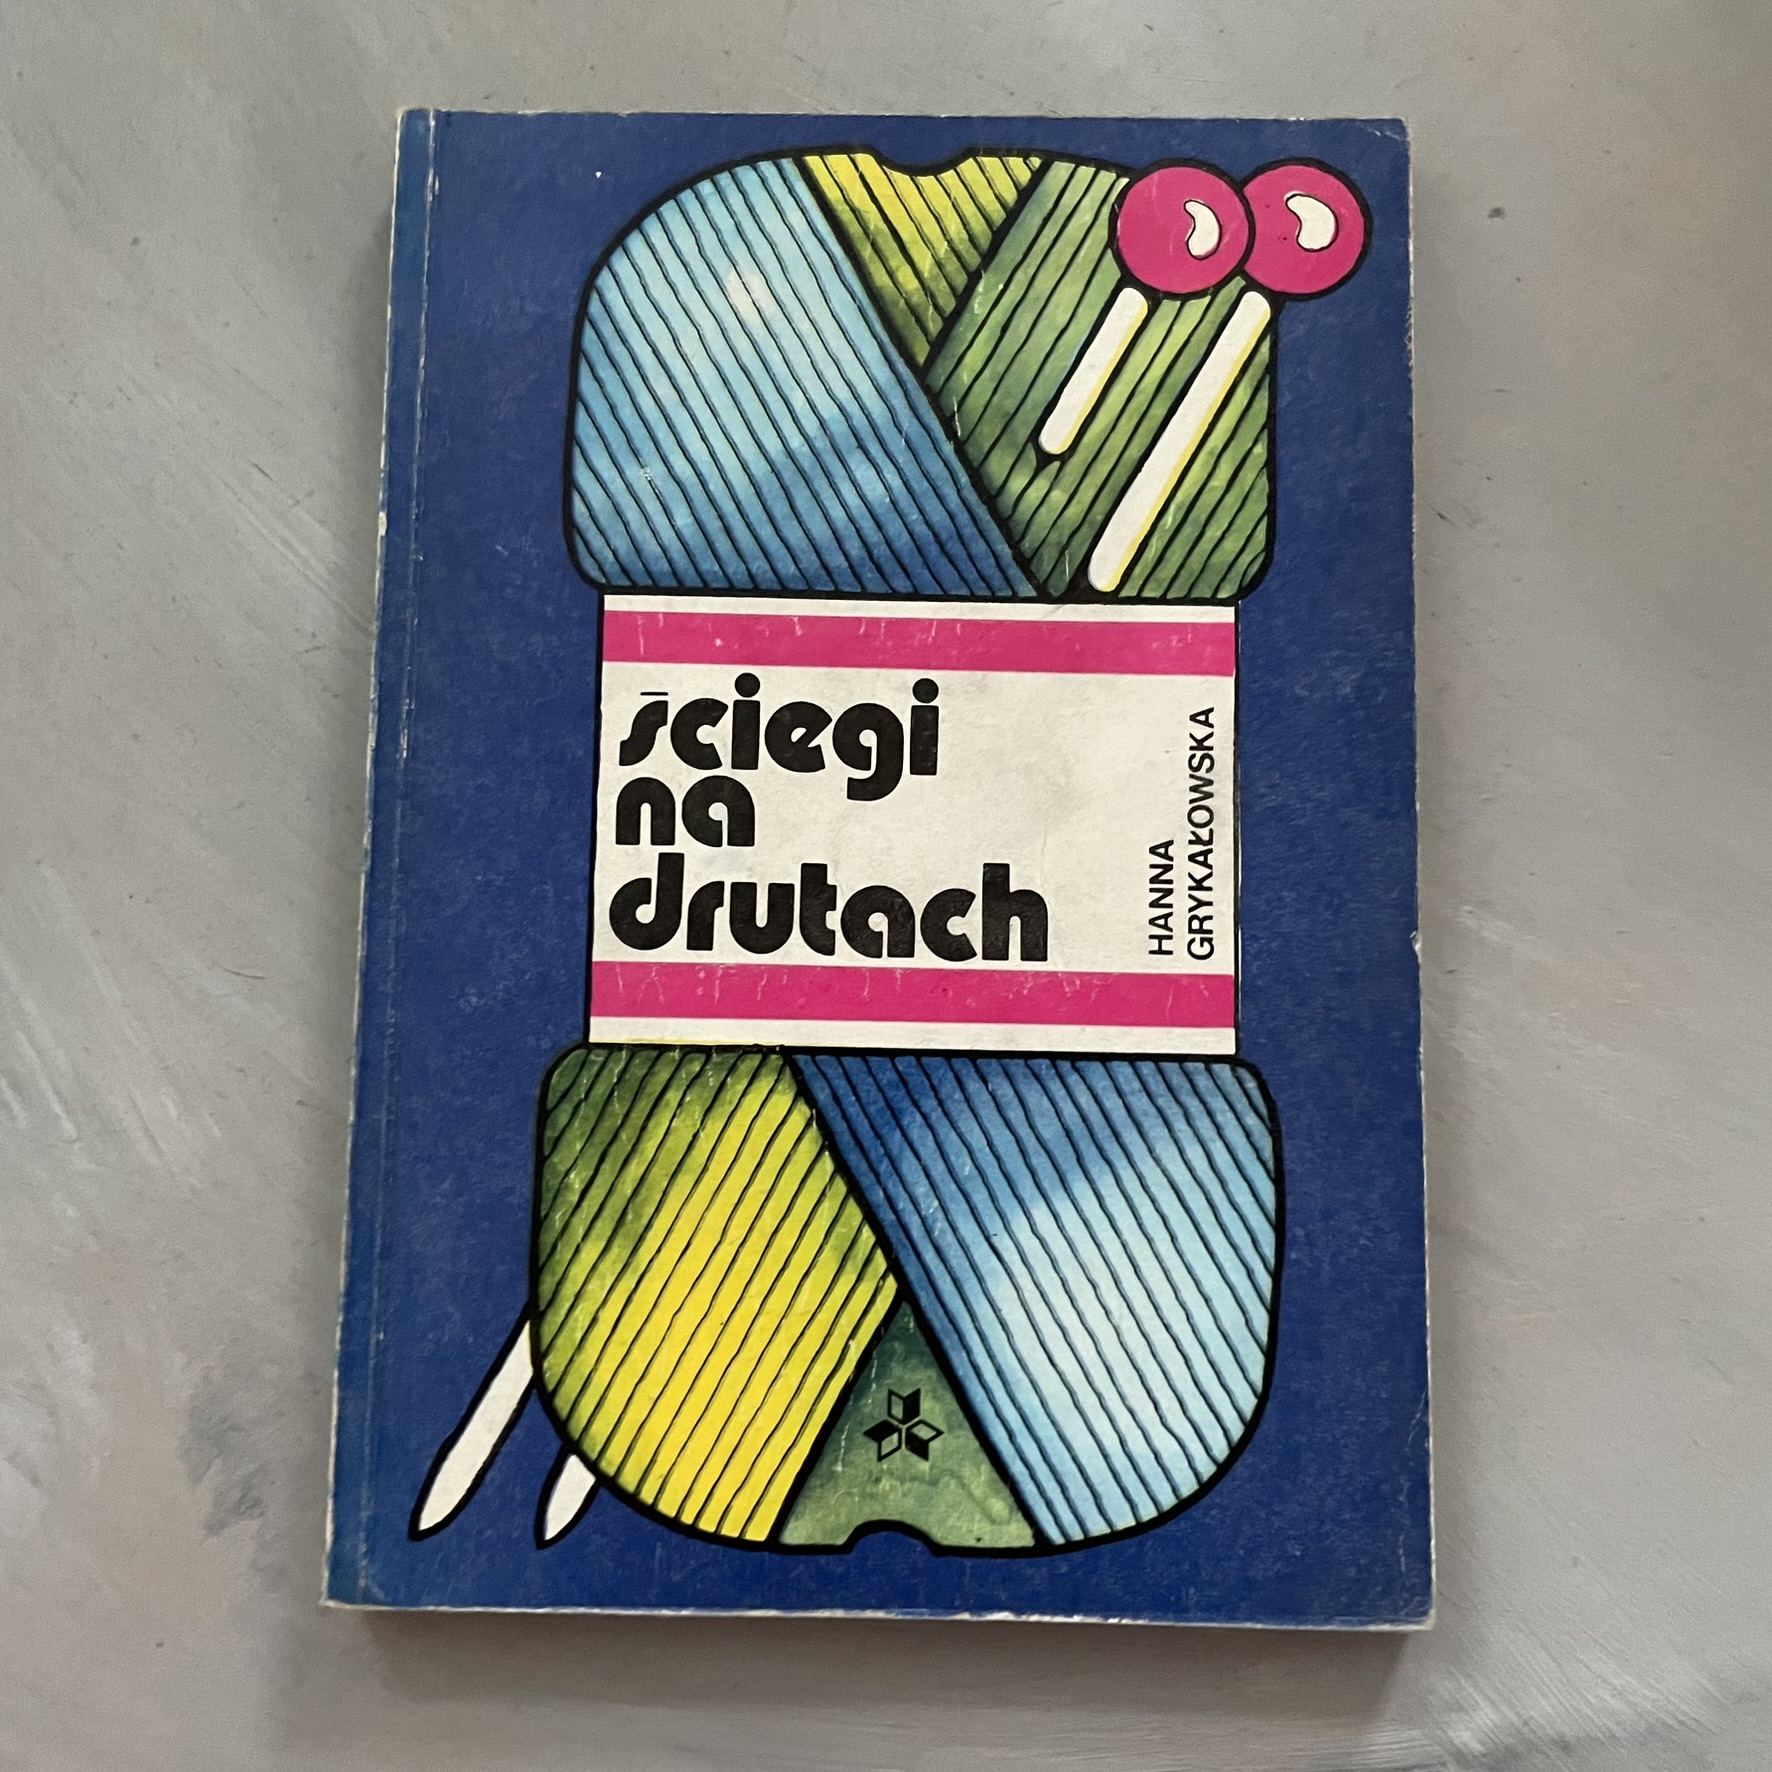 ściegi
na
drutach
HANNA
GRYKAŁOWSKA